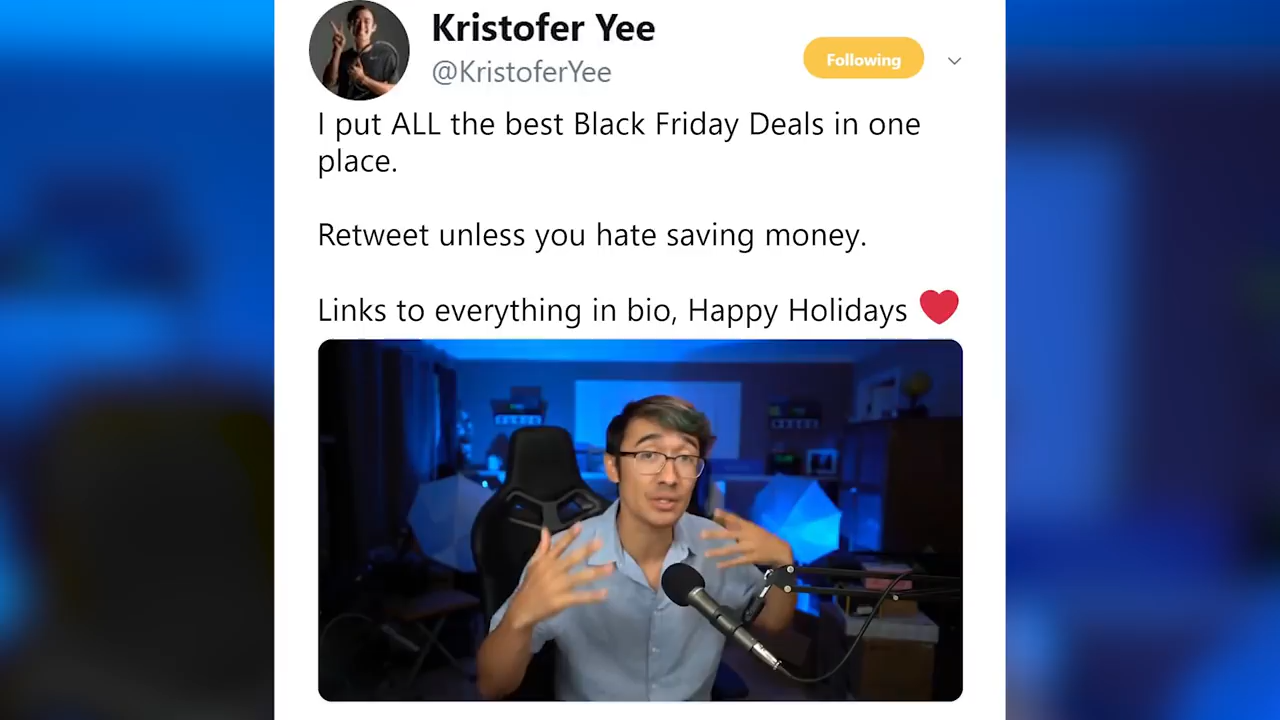 Kristofer Yee
@KristoferYee
Following
I put ALL the best Black Friday Deals in one
place.
Retweet unless you hate saving money.
Links to everything in bio, Happy Holidays ❤